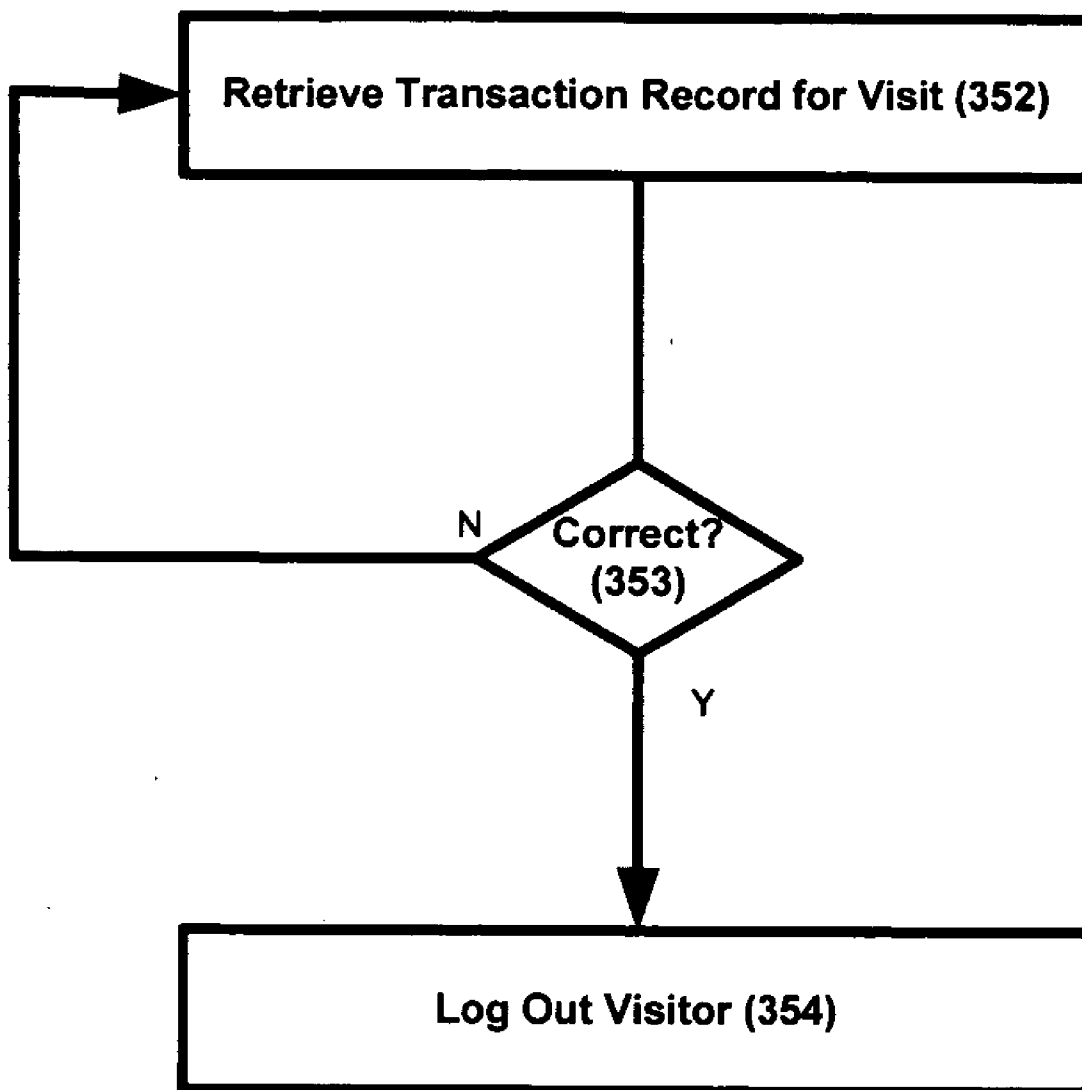 Retrieve Transaction Record for Visit (352)
N
Correct?
(353)
Y
Log Out Visitor (354)